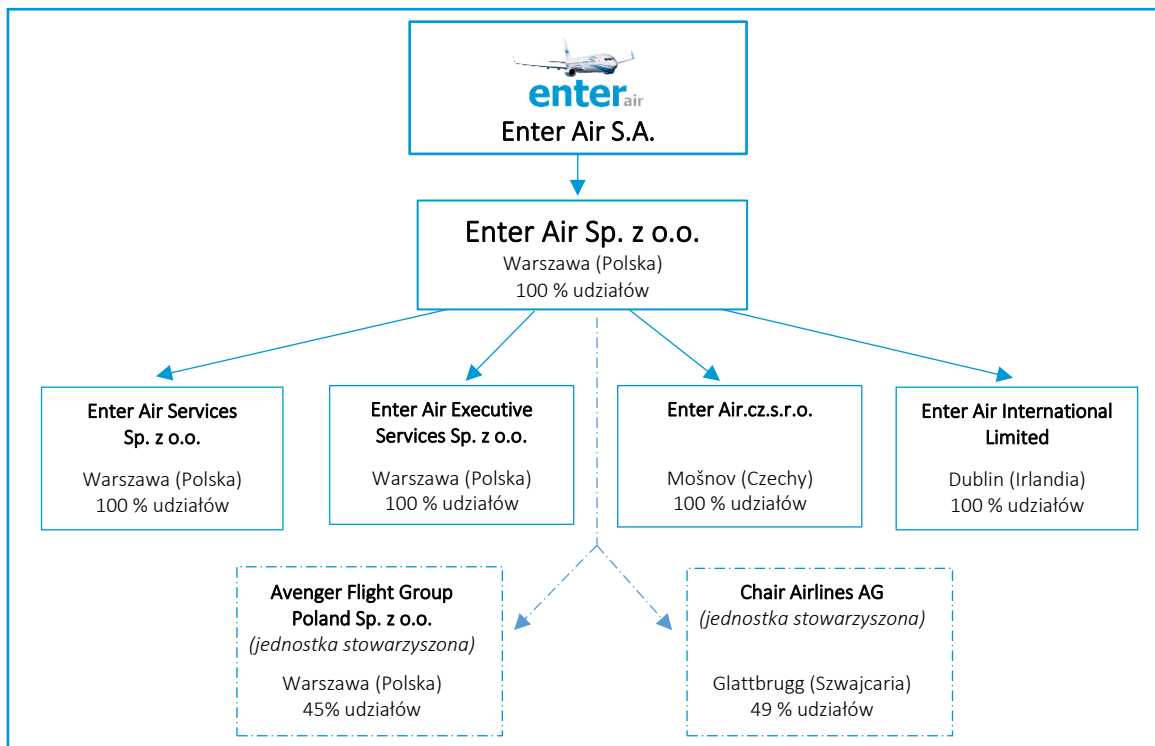 enter air
Enter Air S.A.
Enter Air Sp. z o.o.
Warszawa (Polska)
100 % udziałów
Enter Air Services
Sp. z o.o.
Warszawa (Polska)
100 % udziałów
Enter Air Executive
Services Sp. z o.o.
Warszawa (Polska)
100 % udziałów
Enter Air.cz.s.r.o.
Mošnov (Czechy)
100 % udziałów
Enter Air International
Limited
Dublin (Irlandia)
100 % udziałów
Avenger Flight Group
Poland Sp. z o.o.
(jednostka stowarzyszona)
Warszawa (Polska)
45% udziałów
Chair Airlines AG
(jednostka stowarzyszona)
Glattbrugg (Szwajcaria)
49 % udziałów